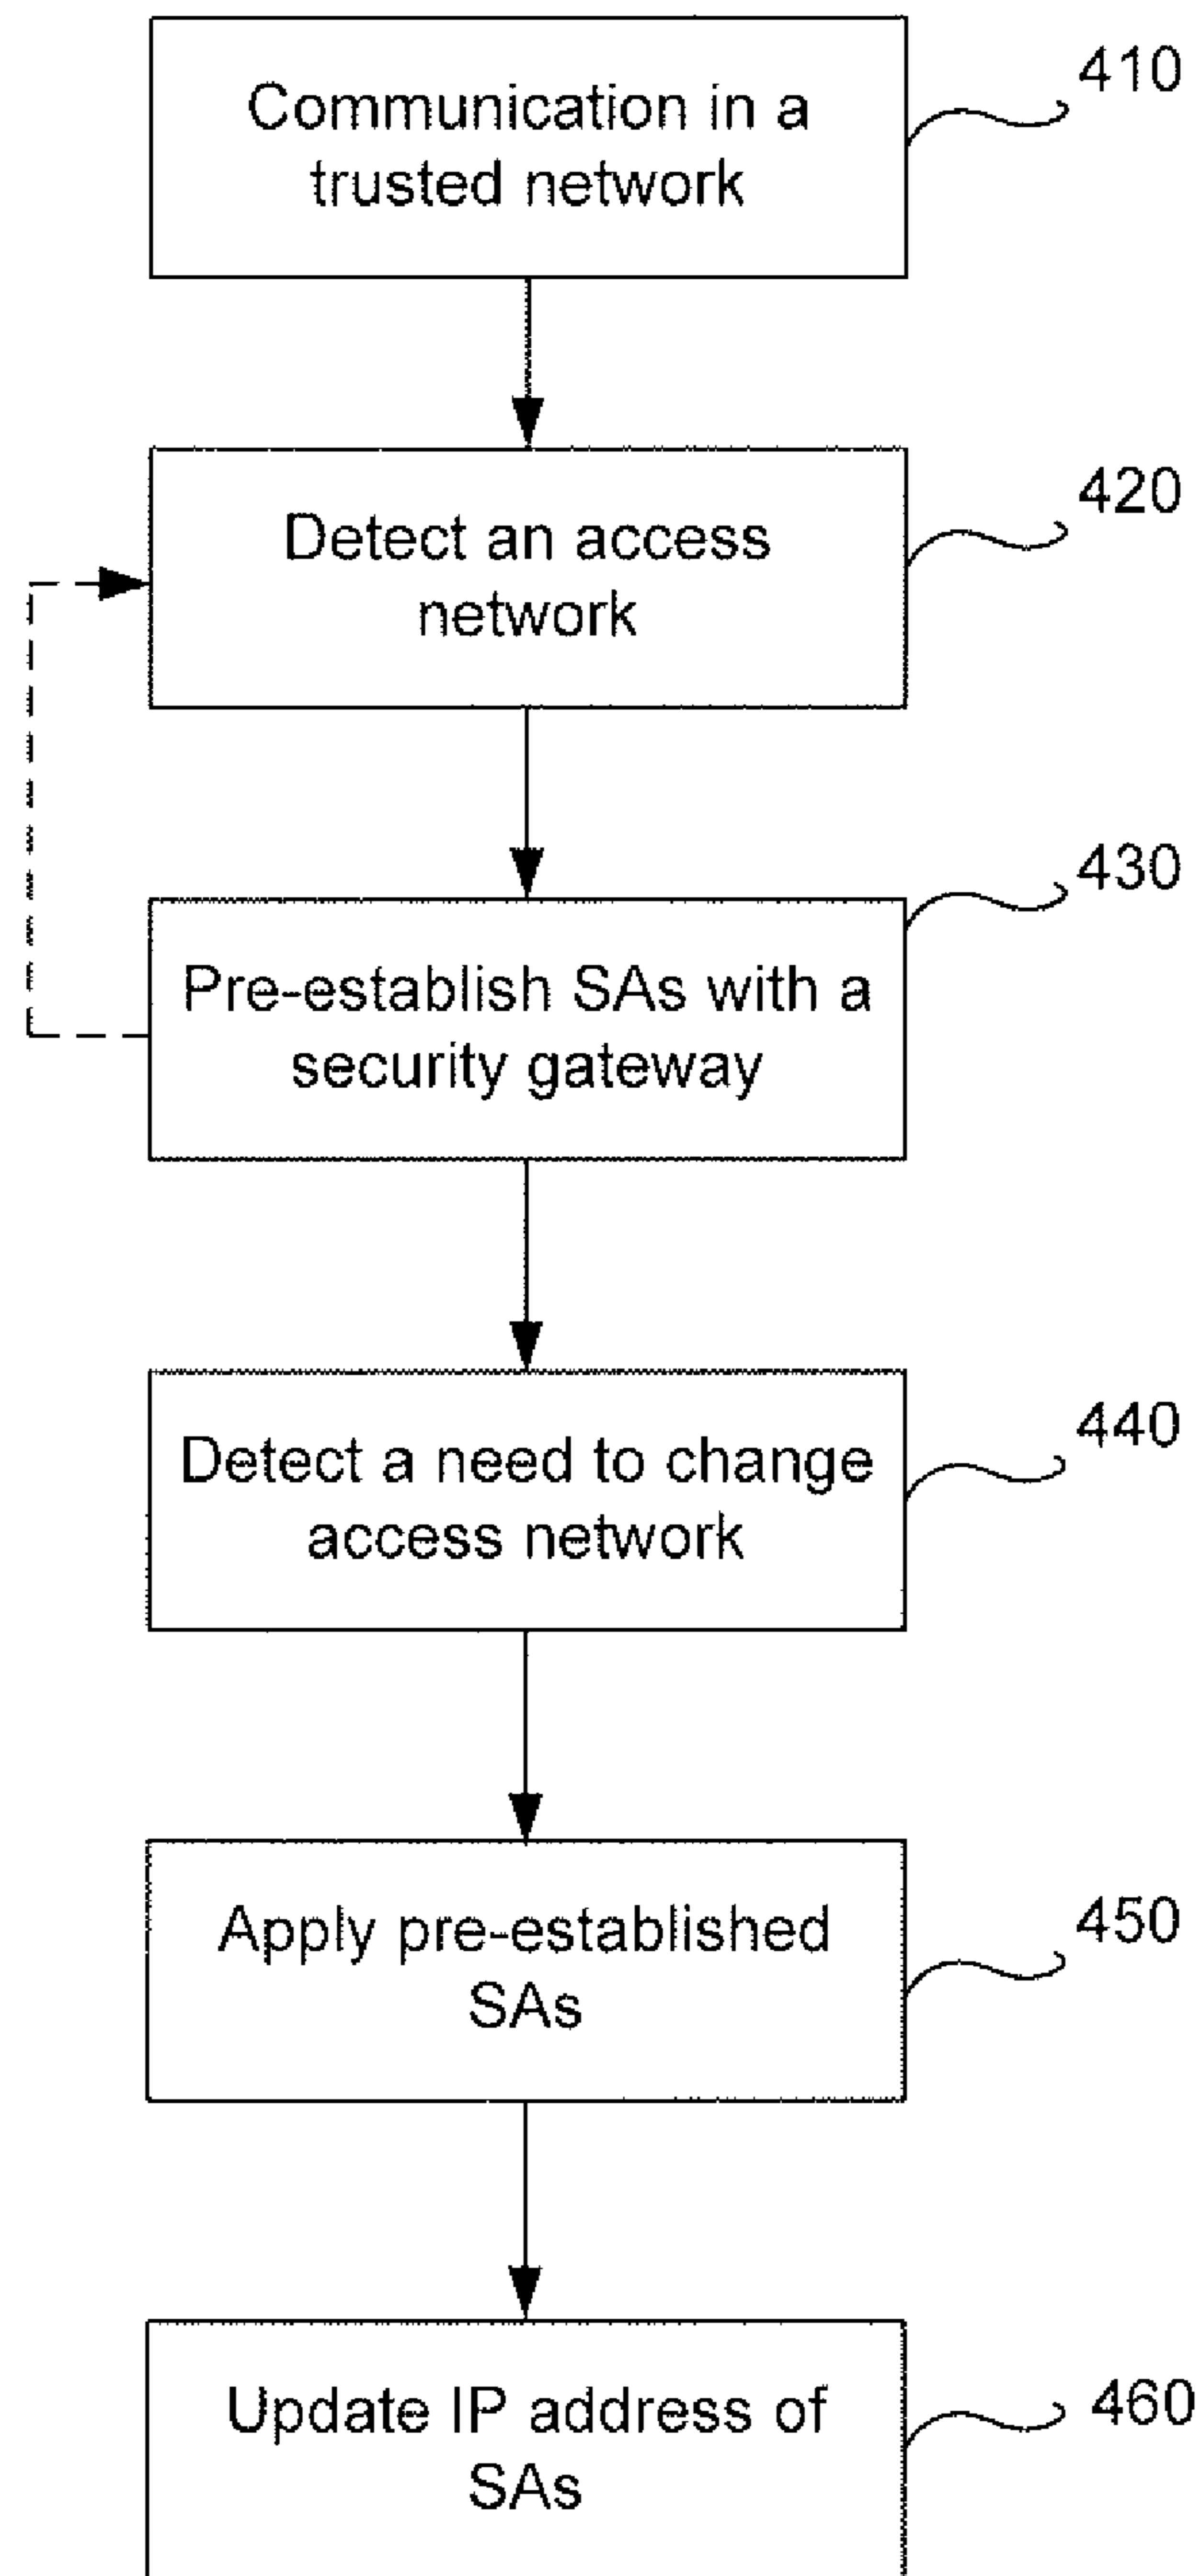 Communication in a
trusted network
410
Detect an access
network
420
Pre-establish SAs with a
security gateway
430
Detect a need to change
access network
440
Apply pre-established
SAs
450
Update IP address of
SAs
460